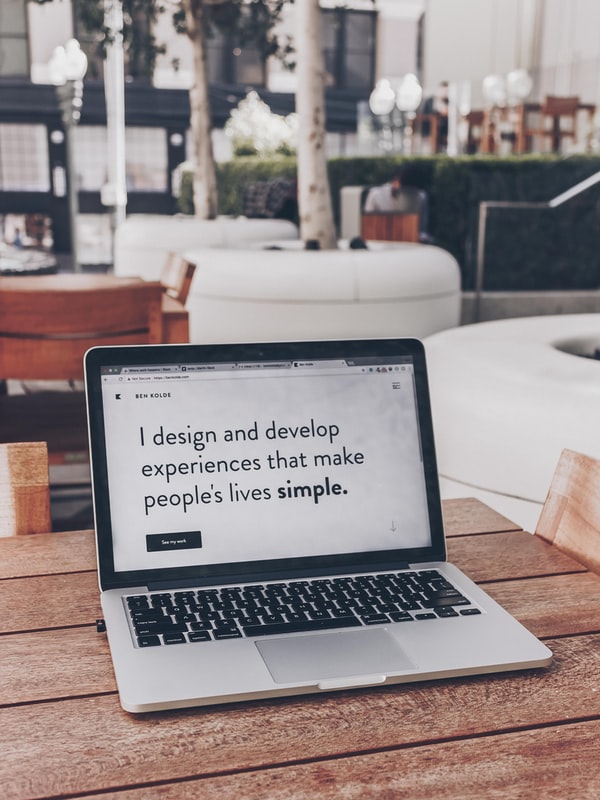 BEN KOLDE
I design and develop
experiences that make
people's lives simple.
See my work